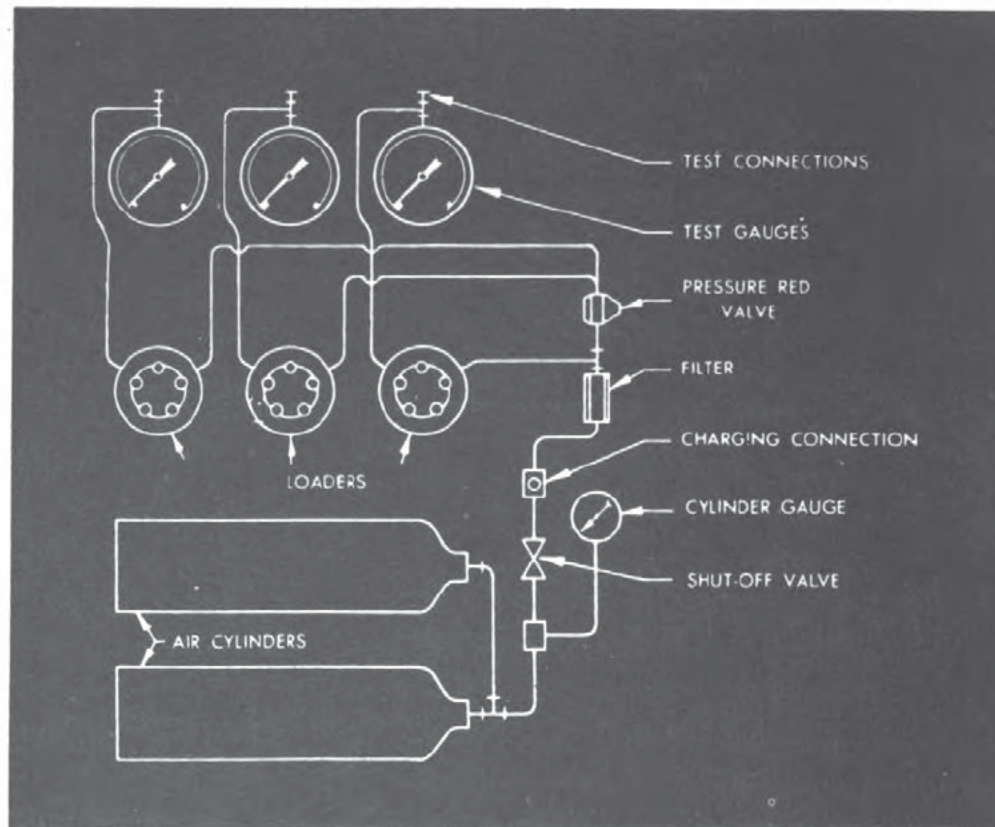 TEST CONNECTIONS
TEST GAUGES
PRESSURE RED
VALVE
FILTER
CHARGING CONNECTION
LOADERS
CYLINDER GAUGE
SHUT-OFF VALVE
AIR CYLINDERS